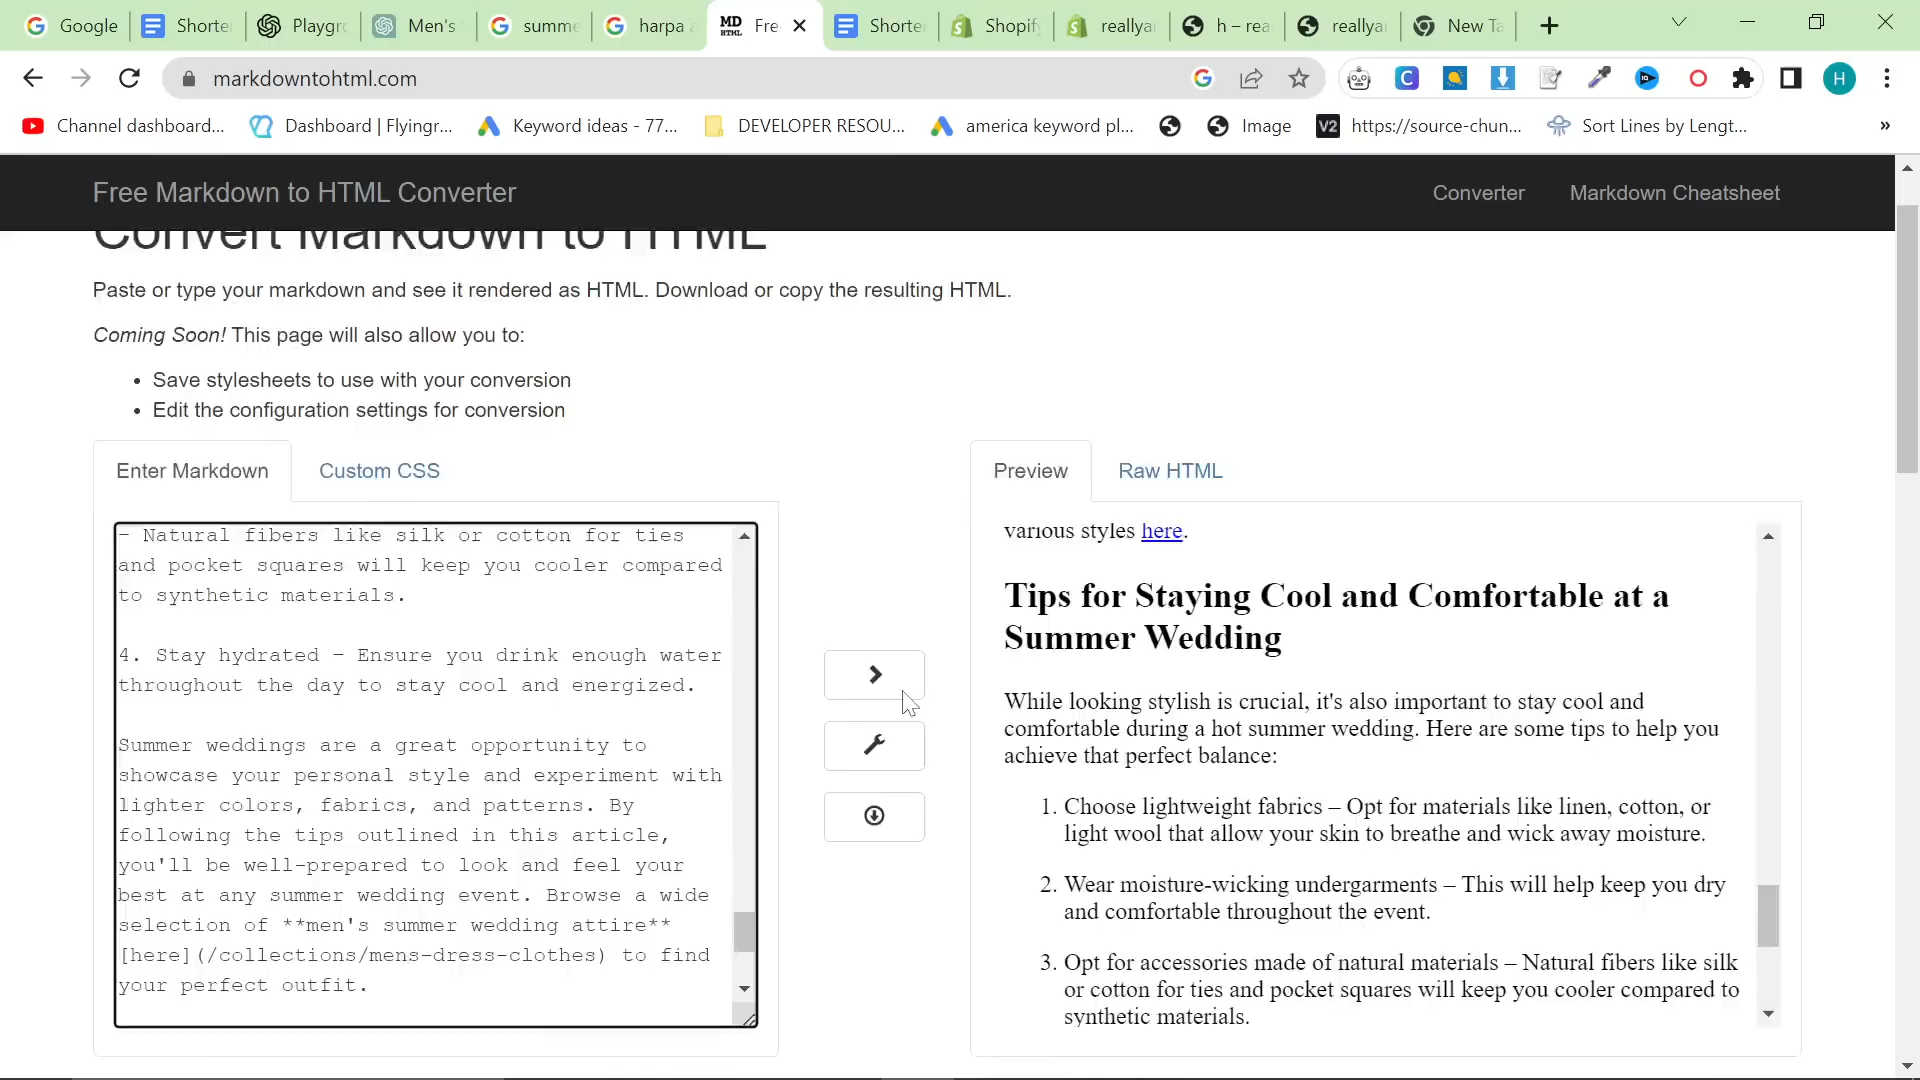 Google
Shorte
Playgr
Men's
summe
harpa a
MD
HTML
Fre
Shorte
Shopif
reallya
h – rea
reallya
New Ta
markdowntohtml.com
H
Channel dashboard...
Dashboard | Flyingr...
Keyword ideas - 77...
DEVELOPER RESOU...
america keyword pl...
Image
V2
https://source-chun...
Sort Lines by Lengt...
»
Free Markdown to HTML Converter
Converter
Markdown Cheatsheet
Convert Markdown to HTML
Paste or type your markdown and see it rendered as HTML. Download or copy the resulting HTML.
Coming Soon! This page will also allow you to:
• Save stylesheets to use with your conversion
• Edit the configuration settings for conversion
Enter Markdown
Custom CSS
– Natural fibers like silk or cotton for ties
and pocket squares will keep you cooler compared
to synthetic materials.
4. Stay hydrated – Ensure you drink enough water
throughout the day to stay cool and energized.
Summer weddings are a great opportunity to
showcase your personal style and experiment with
lighter colors, fabrics, and patterns. By
following the tips outlined in this article,
you'll be well-prepared to look and feel your
best at any summer wedding event. Browse a wide
selection of **men's summer wedding attire**
[here](/collections/mens-dress-clothes) to find
your perfect outfit.
Preview
Raw HTML
various styles here.
Tips for Staying Cool and Comfortable at a
Summer Wedding
While looking stylish is crucial, it's also important to stay cool and
comfortable during a hot summer wedding. Here are some tips to help you
achieve that perfect balance:
1. Choose lightweight fabrics – Opt for materials like linen, cotton, or
light wool that allow your skin to breathe and wick away moisture.
2. Wear moisture-wicking undergarments – This will help keep you dry
and comfortable throughout the event.
3. Opt for accessories made of natural materials – Natural fibers like silk
or cotton for ties and pocket squares will keep you cooler compared to
synthetic materials.